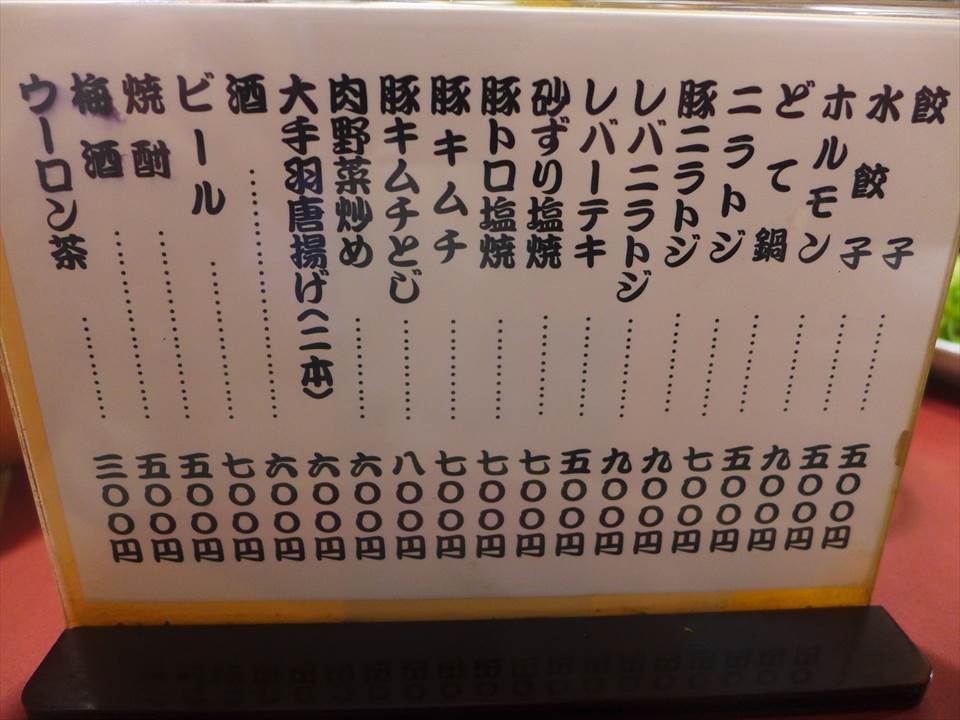 餃子………五〇〇円
水餃子………五〇〇円
ホルモン………九〇〇円
どて鍋………五〇〇円
ニラトジ………七〇〇円
豚ニラトジ………九〇〇円
レバニラトジ………九〇〇円
レバーテキ………五〇〇円
砂ずり塩焼………七〇〇円
豚トロ塩焼………七〇〇円
豚キムチ………七〇〇円
豚キムチとじ………八〇〇円
肉野菜炒め………六〇〇円
大手羽唐揚げ(二本)六〇〇円
酒………六〇〇円
ビール………七〇〇円
焼酎………五〇〇円
梅酒………五〇〇円
ウーロン茶………三〇〇円